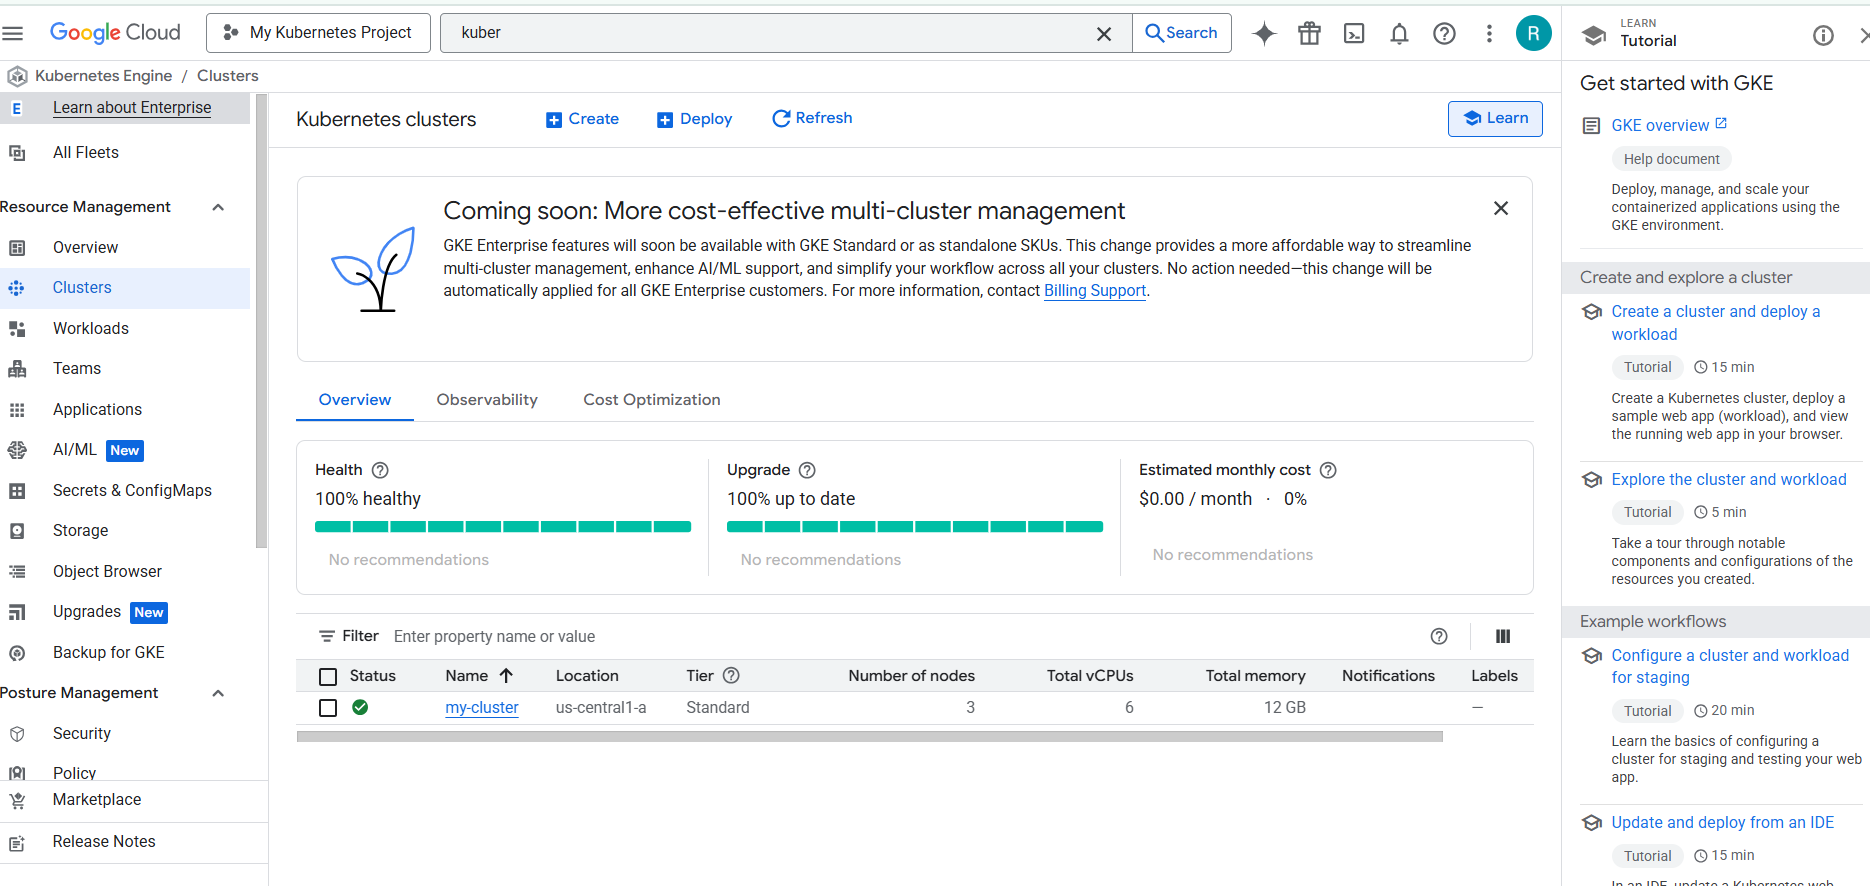 Google Cloud
My Kubernetes Project
kuber
Search
R
LEARN
Tutorial
Kubernetes Engine / Clusters
E Learn about Enterprise
All Fleets
Resource Management
Overview
Clusters
Workloads
Teams
Applications
AI/ML New
Secrets & ConfigMaps
Storage
Object Browser
Upgrades New
Backup for GKE
Posture Management
Security
Policy
Marketplace
Release Notes
Kubernetes clusters
Create
Deploy
Refresh
Learn
Coming soon: More cost-effective multi-cluster management
GKE Enterprise features will soon be available with GKE Standard or as standalone SKUs. This change provides a more affordable way to streamline
multi-cluster management, enhance AI/ML support, and simplify your workflow across all your clusters. No action needed—this change will be
automatically applied for all GKE Enterprise customers. For more information, contact Billing Support.
Overview
Observability
Cost Optimization
Health
100% healthy
No recommendations
Upgrade
100% up to date
No recommendations
Estimated monthly cost
$0.00 / month · 0%
No recommendations
Filter Enter property name or value
Status Name Location Tier Number of nodes Total vCPUs Total memory Notifications Labels
my-cluster us-central1-a Standard 3 6 12 GB —
Get started with GKE
GKE overview
Help document
Deploy, manage, and scale your
containerized applications using the
GKE environment.
Create and explore a cluster
Create a cluster and deploy a
workload
Tutorial 15 min
Create a Kubernetes cluster, deploy a
sample web app (workload), and view
the running web app in your browser.
Explore the cluster and workload
Tutorial 5 min
Take a tour through notable
components and configurations of the
resources you created.
Example workflows
Configure a cluster and workload
for staging
Tutorial 20 min
Learn the basics of configuring a
cluster for staging and testing your web
app.
Update and deploy from an IDE
Tutorial 15 min
In an IDE, update a Kubernetes web